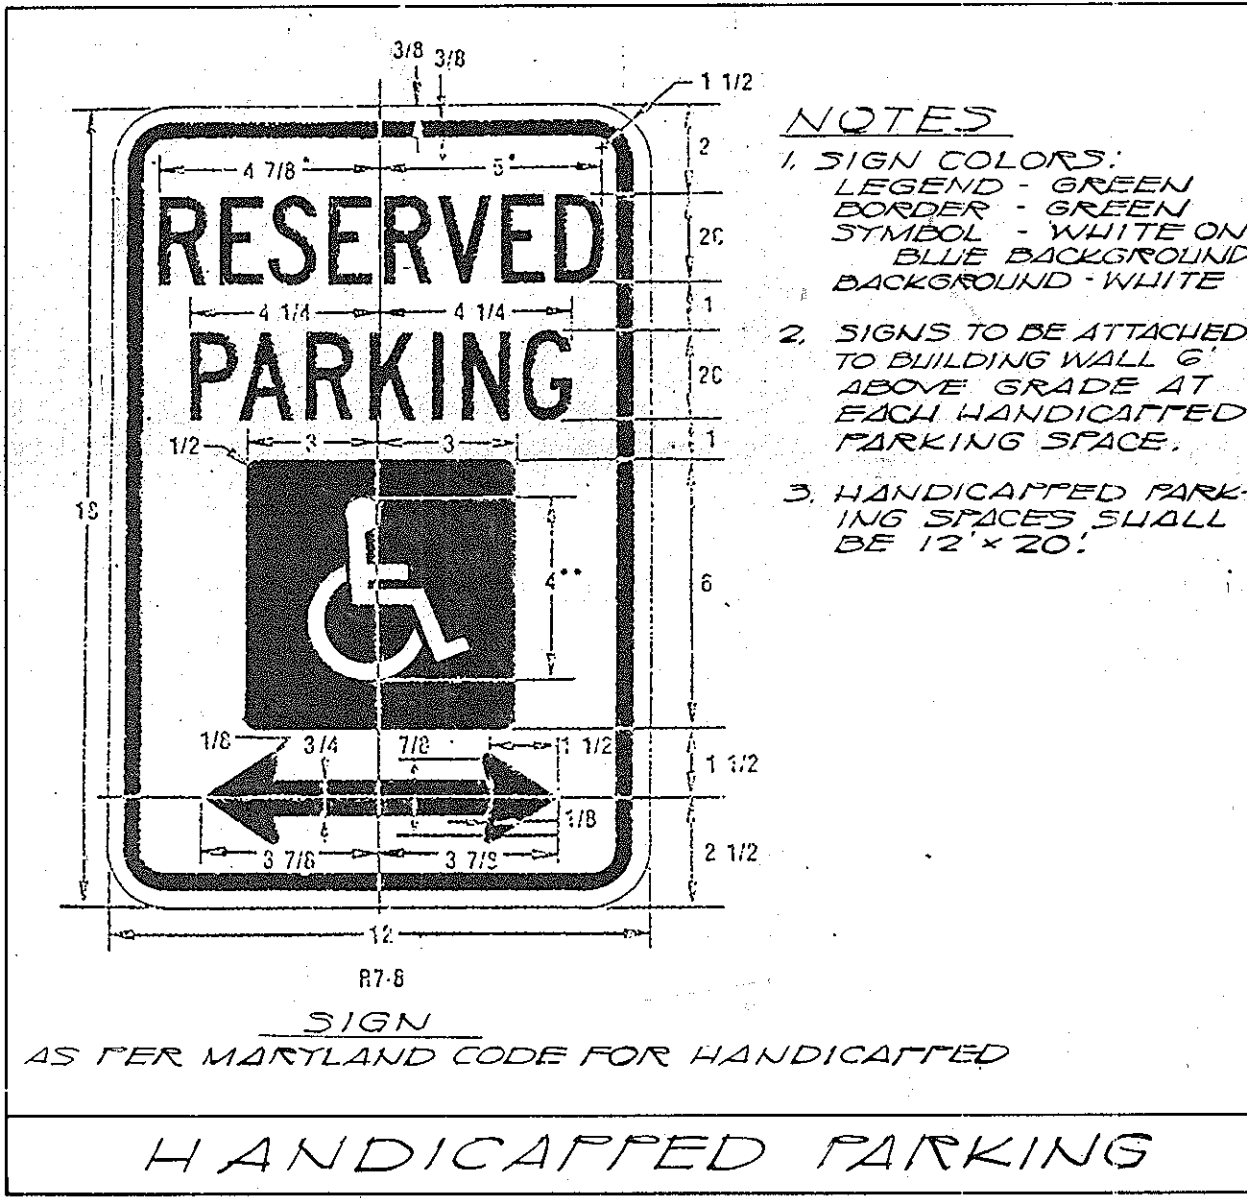 3/8 3/8
1 1/2
2
4 7/8* 5*
RESERVED
2C
1
4 1/4 4 1/4
PARKING
2C
1
1/2 3 3
18
4**
6
1/8 3/4 7/8 1 1/2
1 1/2
1/8
3 7/8 3 7/8
2 1/2
12
R7-8
SIGN
AS PER MARYLAND CODE FOR HANDICAPPED
NOTES
1. SIGN COLORS:
LEGEND - GREEN
BORDER - GREEN
SYMBOL - WHITE ON
BLUE BACKGROUND
BACKGROUND - WHITE
2. SIGNS TO BE ATTACHED
TO BUILDING WALL 6'
ABOVE GRADE AT
EACH HANDICAPPED
PARKING SPACE.
3. HANDICAPPED PARK-
ING SPACES SHALL
BE 12' x 20'.
HANDICAPPED PARKING